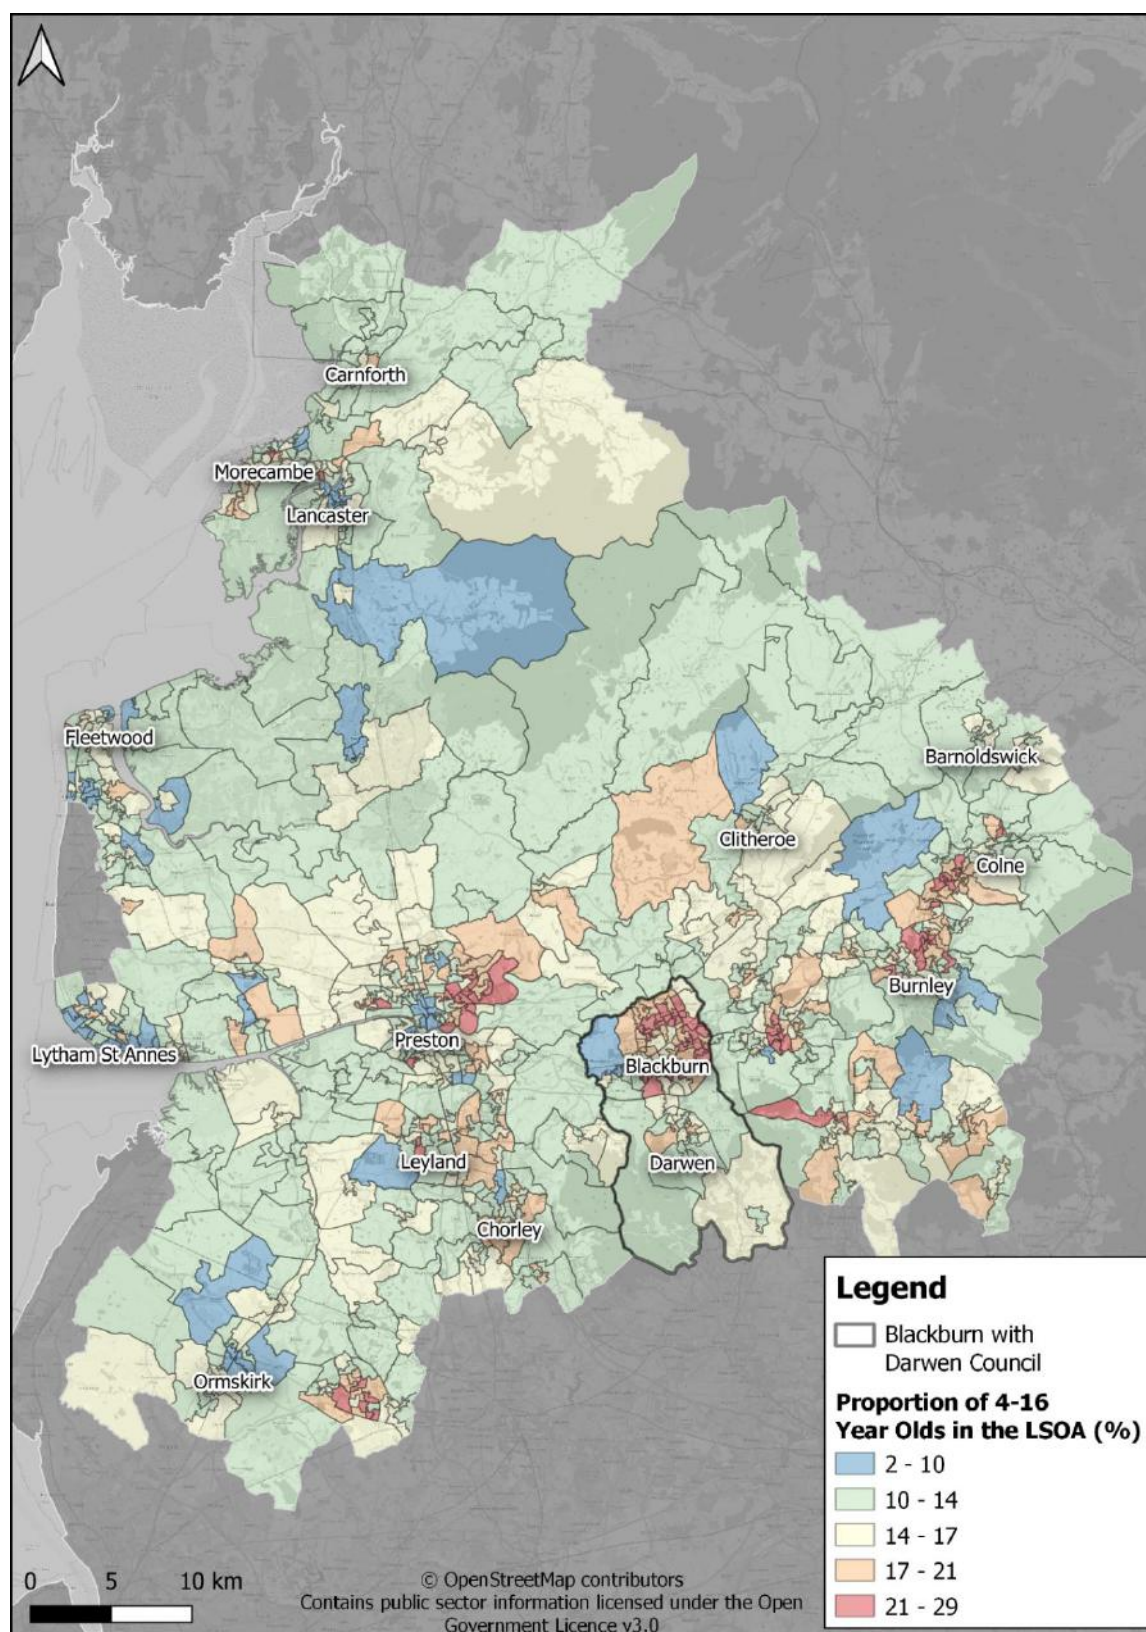 Carnforth
Morecambe
Lancaster
Fleetwood
Barnoldswick
Clitheroe
Colne
Burnley
Preston
Lytham St Annes
Blackburn
Leyland
Darwen
Chorley
Ormskirk
Legend
Blackburn with
Darwen Council
Proportion of 4-16
Year Olds in the LSOA (%)
2 - 10
10 - 14
14 - 17
17 - 21
21 - 29
0 5 10 km
© OpenStreetMap contributors
Contains public sector information licensed under the Open
Government Licence v3.0